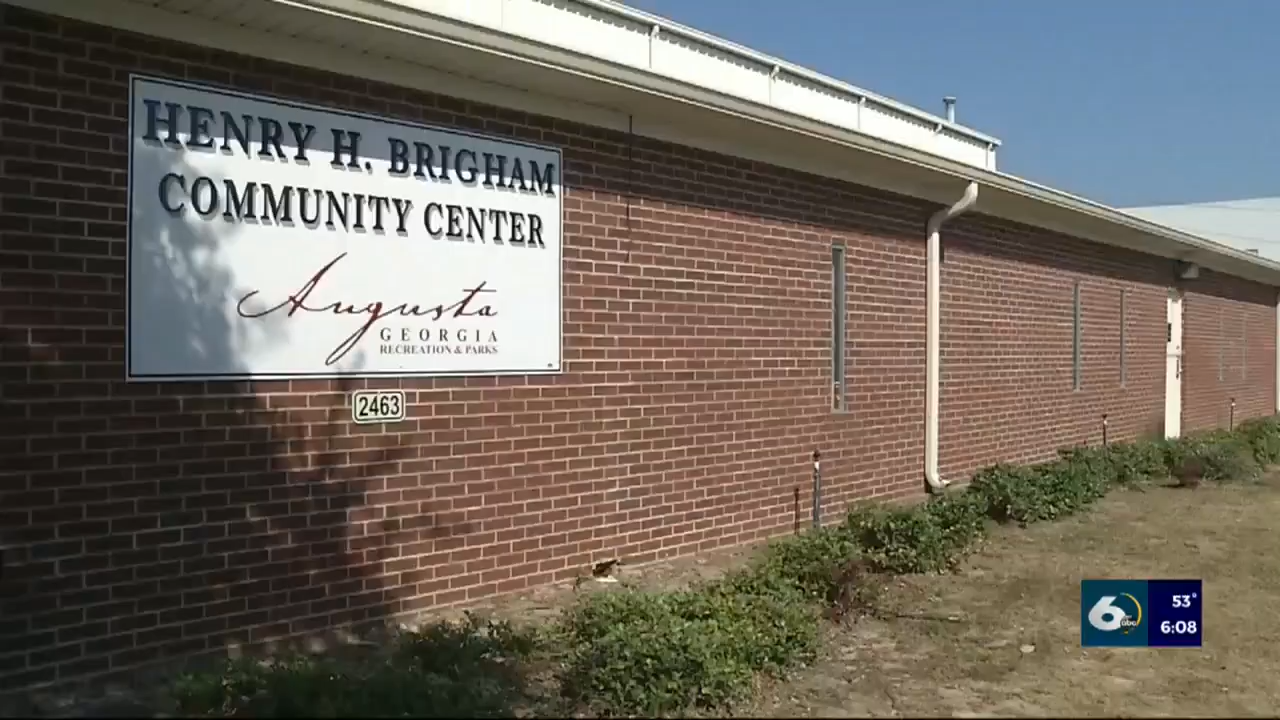 HENRY H. BRIGHAM
COMMUNITY CENTER
Augusta
GEORGIA
RECREATION & PARKS
2463
6 abc
53°
6:08